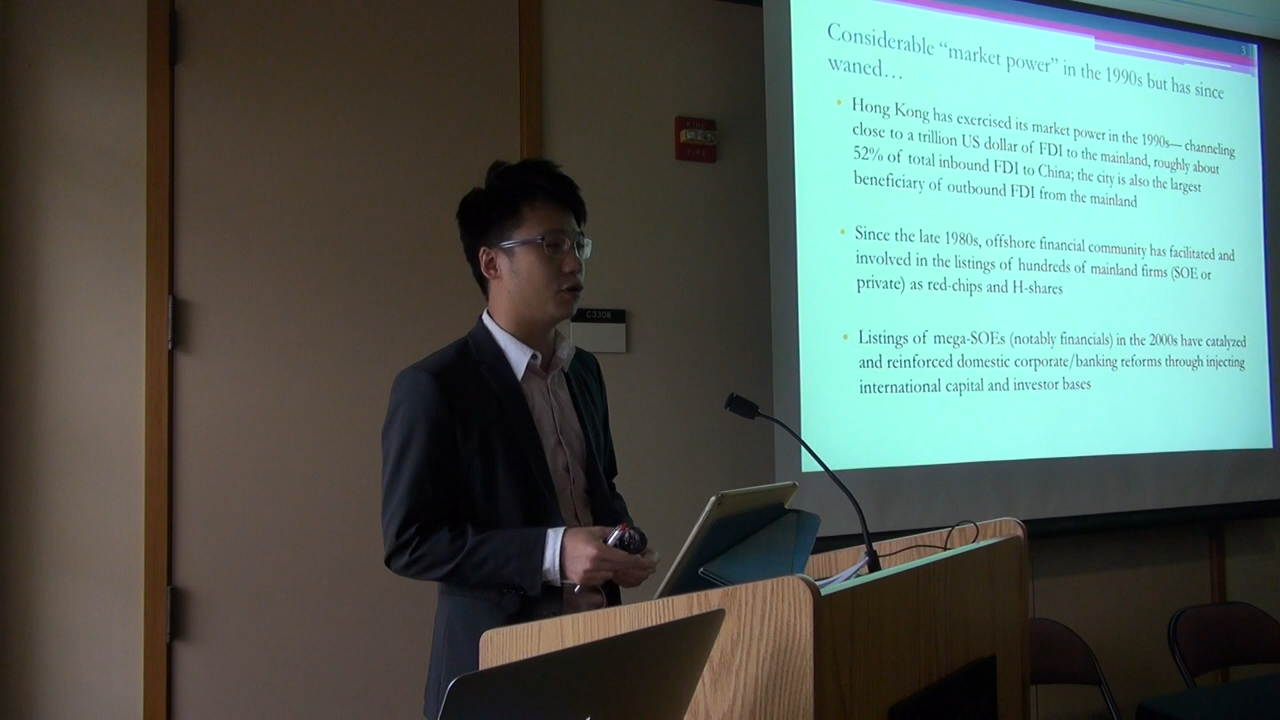 3
Considerable “market power” in the 1990s but has since
waned…
• Hong Kong has exercised its market power in the 1990s— channeling
close to a trillion US dollar of FDI to the mainland, roughly about
52% of total inbound FDI to China; the city is also the largest
beneficiary of outbound FDI from the mainland
• Since the late 1980s, offshore financial community has facilitated and
involved in the listings of hundreds of mainland firms (SOE or
private) as red-chips and H-shares
• Listings of mega-SOEs (notably financials) in the 2000s have catalyzed
and reinforced domestic corporate/banking reforms through injecting
international capital and investor bases
FIRE
C330B